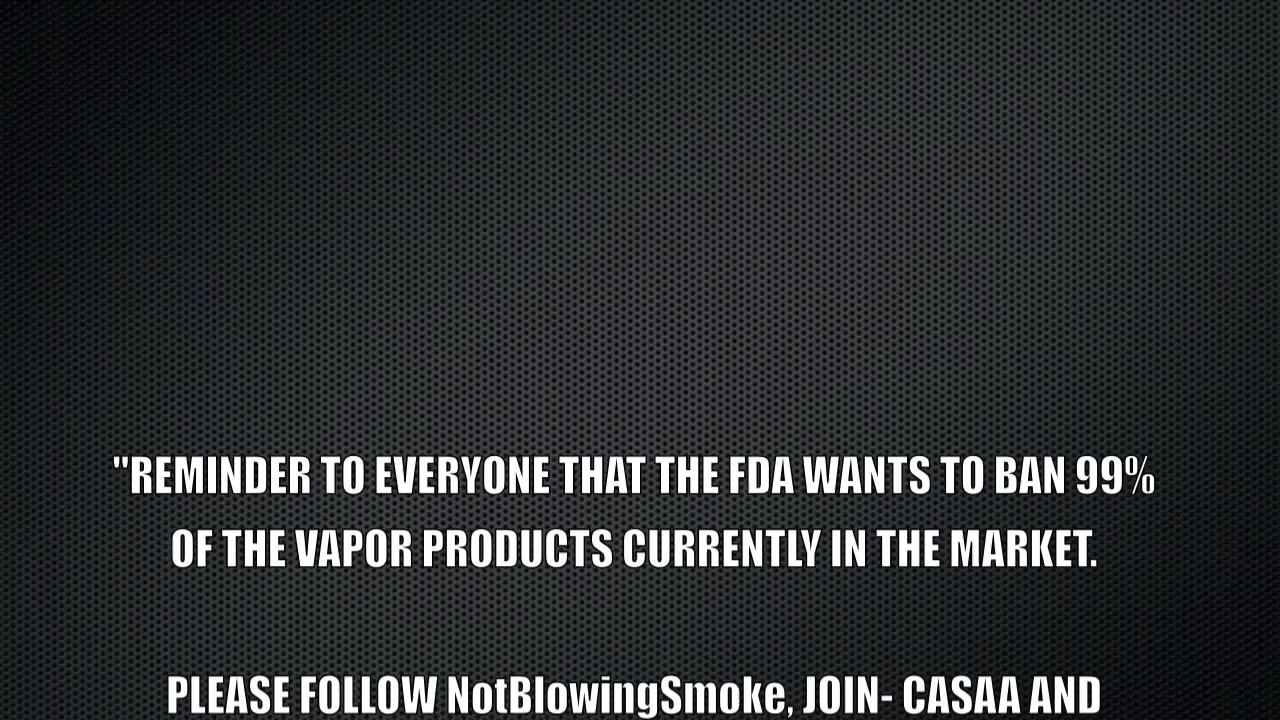 "REMINDER TO EVERYONE THAT THE FDA WANTS TO BAN 99%
OF THE VAPOR PRODUCTS CURRENTLY IN THE MARKET.
PLEASE FOLLOW NotBlowingSmoke, JOIN- CASAA AND